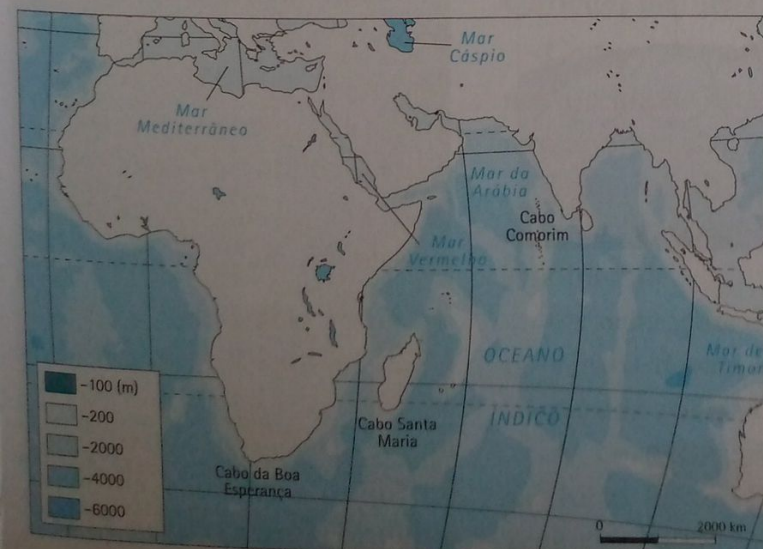 Mar
Cáspio
Mar
Mediterrâneo
Mar da
Arábia
Cabo
Comorim
Mar
Vermelho
OCEANO
ÍNDICO
Mar de
Timor
Cabo Santa
Maria
Cabo da Boa
Esperança
-100 (m)
-200
-2000
-4000
-6000
0 2000 km